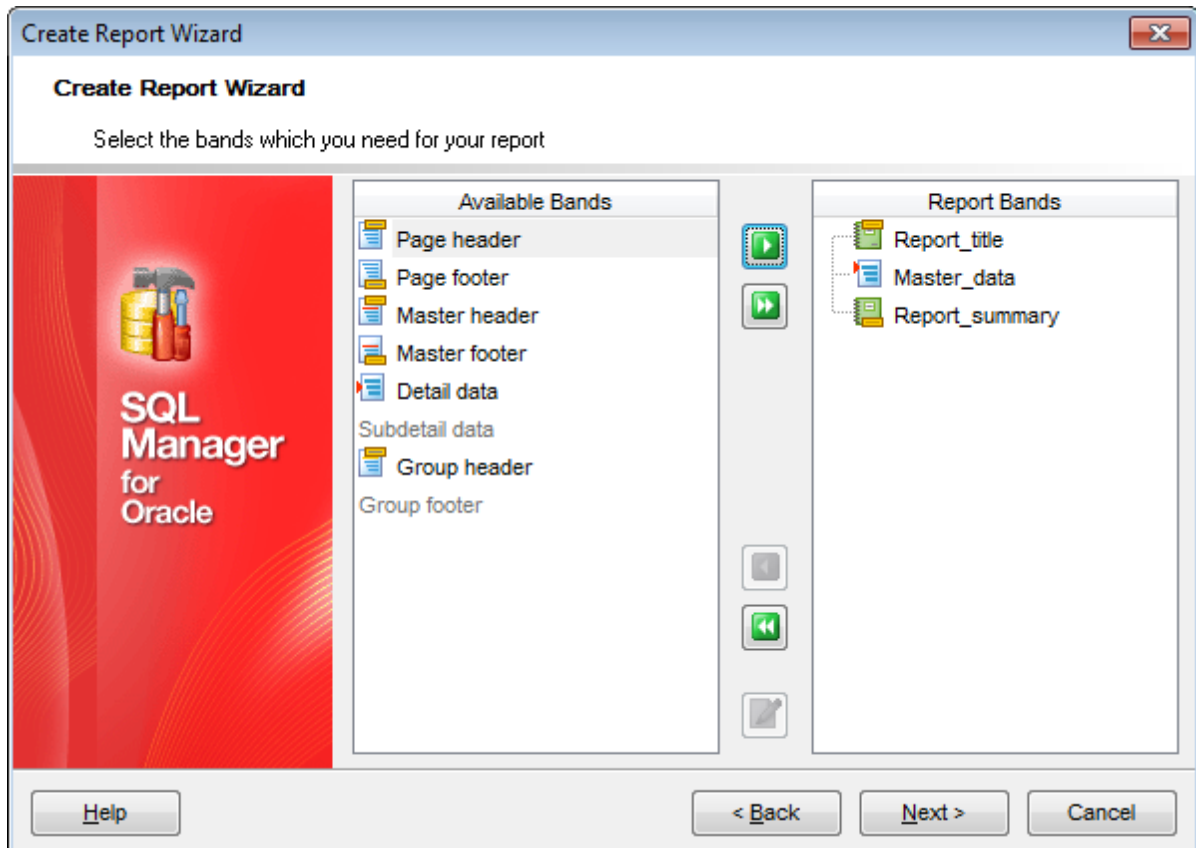 Create Report Wizard
Create Report Wizard
Select the bands which you need for your report
SQL
Manager
for
Oracle
Available Bands
Page header
Page footer
Master header
Master footer
Detail data
Subdetail data
Group header
Group footer
Report Bands
Report_title
Master_data
Report_summary
Help
< Back
Next >
Cancel